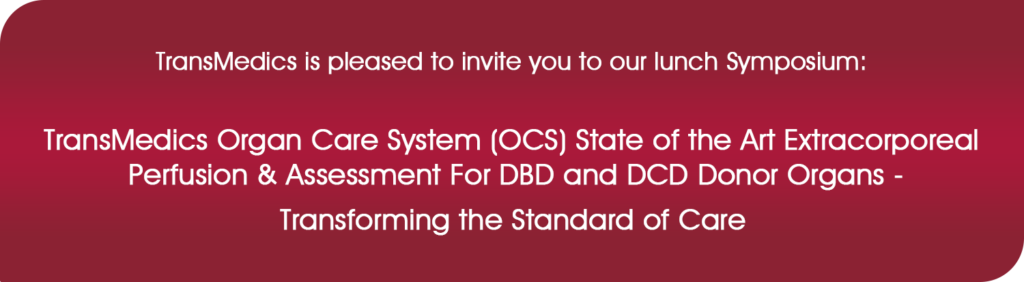 TransMedics is pleased to invite you to our lunch Symposium:
TransMedics Organ Care System (OCS) State of the Art Extracorporeal
Perfusion & Assessment For DBD and DCD Donor Organs -
Transforming the Standard of Care